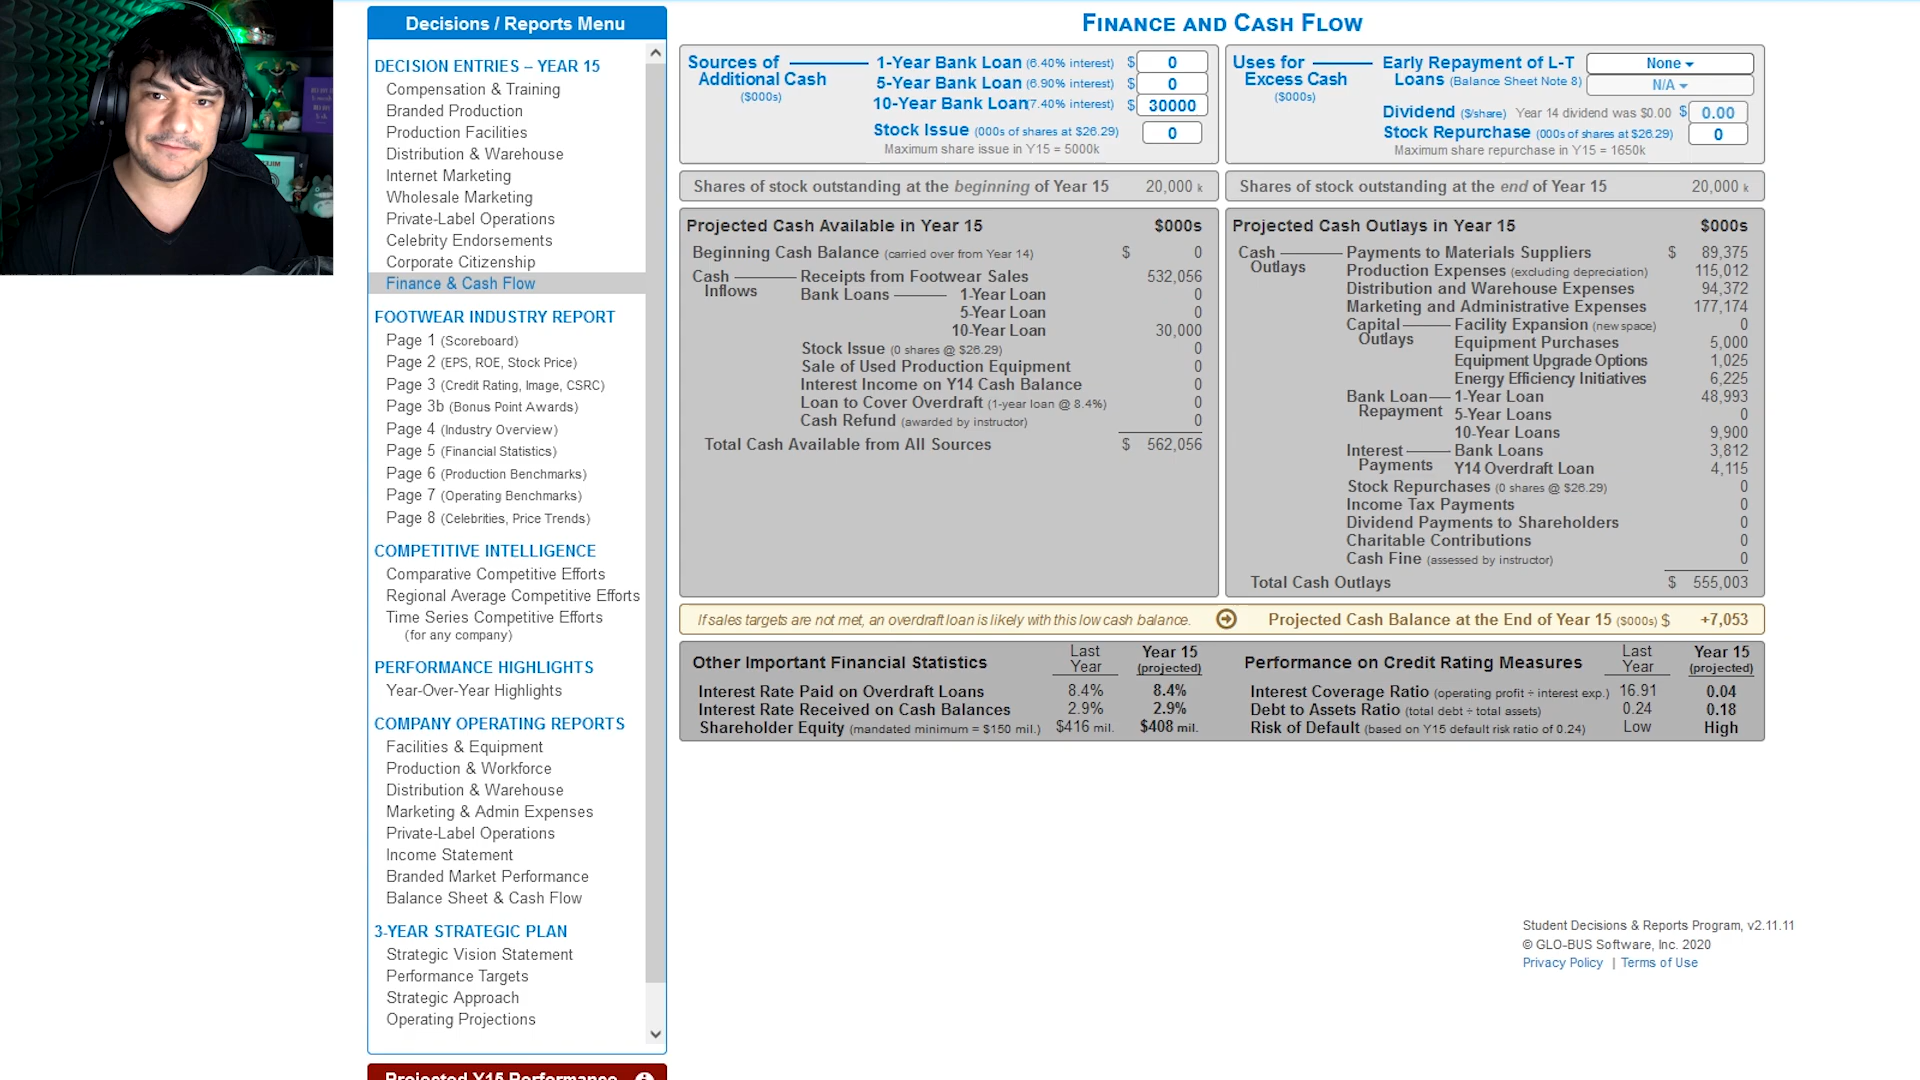 Decisions / Reports Menu
DECISION ENTRIES – YEAR 15
Compensation & Training
Branded Production
Production Facilities
Distribution & Warehouse
Internet Marketing
Wholesale Marketing
Private-Label Operations
Celebrity Endorsements
Corporate Citizenship
Finance & Cash Flow
FOOTWEAR INDUSTRY REPORT
Page 1 (Scoreboard)
Page 2 (EPS, ROE, Stock Price)
Page 3 (Credit Rating, Image, CSRC)
Page 3b (Bonus Point Awards)
Page 4 (Industry Overview)
Page 5 (Financial Statistics)
Page 6 (Production Benchmarks)
Page 7 (Operating Benchmarks)
Page 8 (Celebrities, Price Trends)
COMPETITIVE INTELLIGENCE
Comparative Competitive Efforts
Regional Average Competitive Efforts
Time Series Competitive Efforts
(for any company)
PERFORMANCE HIGHLIGHTS
Year-Over-Year Highlights
COMPANY OPERATING REPORTS
Facilities & Equipment
Production & Workforce
Distribution & Warehouse
Marketing & Admin Expenses
Private-Label Operations
Income Statement
Branded Market Performance
Balance Sheet & Cash Flow
3-YEAR STRATEGIC PLAN
Strategic Vision Statement
Performance Targets
Strategic Approach
Operating Projections
Projected Y15 Performance
FINANCE AND CASH FLOW
Sources of Additional Cash ($000s)
1-Year Bank Loan (6.40% interest) $ 0
5-Year Bank Loan (6.90% interest) $ 0
10-Year Bank Loan (7.40% interest) $ 30000
Stock Issue (000s of shares at $26.29) 0
Maximum share issue in Y15 = 5000k
Uses for Excess Cash ($000s)
Early Repayment of L-T None
Loans (Balance Sheet Note 8) N/A
Dividend ($/share) Year 14 dividend was $0.00 $ 0.00
Stock Repurchase (000s of shares at $26.29) 0
Maximum share repurchase in Y15 = 1650k
Shares of stock outstanding at the beginning of Year 15 20,000 k
Shares of stock outstanding at the end of Year 15 20,000 k
Projected Cash Available in Year 15 $000s
Beginning Cash Balance (carried over from Year 14) $ 0
Cash Inflows
Receipts from Footwear Sales 532,056
Bank Loans 1-Year Loan 0
5-Year Loan 0
10-Year Loan 30,000
Stock Issue (0 shares @ $26.29) 0
Sale of Used Production Equipment 0
Interest Income on Y14 Cash Balance 0
Loan to Cover Overdraft (1-year loan @ 8.4%) 0
Cash Refund (awarded by instructor) 0
Total Cash Available from All Sources $ 562,056
Projected Cash Outlays in Year 15 $000s
Cash Outlays
Payments to Materials Suppliers $ 89,375
Production Expenses (excluding depreciation) 115,012
Distribution and Warehouse Expenses 94,372
Marketing and Administrative Expenses 177,174
Capital Outlays
Facility Expansion (new space) 0
Equipment Purchases 5,000
Equipment Upgrade Options 1,025
Energy Efficiency Initiatives 6,225
Bank Loan Repayment
1-Year Loan 48,993
5-Year Loans 0
10-Year Loans 9,900
Interest Payments
Bank Loans 3,812
Y14 Overdraft Loan 4,115
Stock Repurchases (0 shares @ $26.29) 0
Income Tax Payments 0
Dividend Payments to Shareholders 0
Charitable Contributions 0
Cash Fine (assessed by instructor) 0
Total Cash Outlays $ 555,003
If sales targets are not met, an overdraft loan is likely with this low cash balance.
Projected Cash Balance at the End of Year 15 ($000s) $ +7,053
Other Important Financial Statistics Last Year Year 15 (projected)
Interest Rate Paid on Overdraft Loans 8.4% 8.4%
Interest Rate Received on Cash Balances 2.9% 2.9%
Shareholder Equity (mandated minimum = $150 mil.) $416 mil. $408 mil.
Performance on Credit Rating Measures Last Year Year 15 (projected)
Interest Coverage Ratio (operating profit ÷ interest exp.) 16.91 0.04
Debt to Assets Ratio (total debt ÷ total assets) 0.24 0.18
Risk of Default (based on Y15 default risk ratio of 0.24) Low High
Student Decisions & Reports Program, v2.11.11
© GLO-BUS Software, Inc. 2020
Privacy Policy | Terms of Use